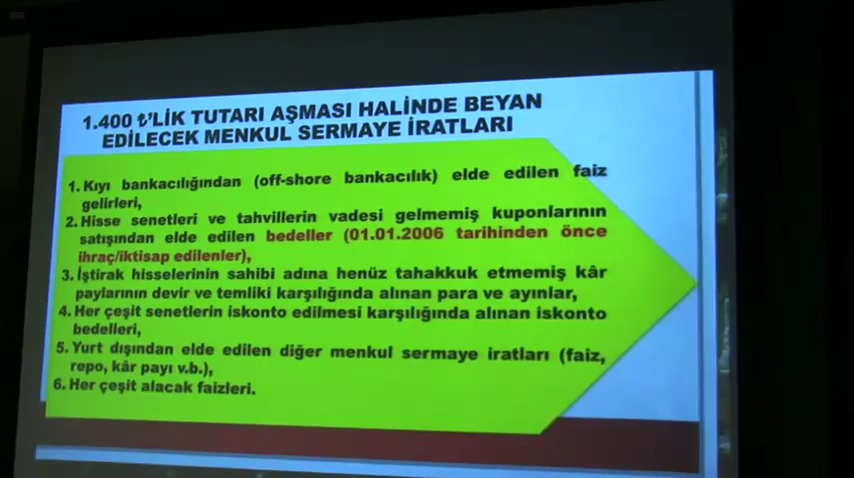 1.400 ₺'LİK TUTARI AŞMASI HALİNDE BEYAN
EDİLECEK MENKUL SERMAYE İRATLARI
1. Kıyı bankacılığından (off-shore bankacılık) elde edilen faiz
gelirleri,
2. Hisse senetleri ve tahvillerin vadesi gelmemiş kuponlarının
satışından elde edilen bedeller (01.01.2006 tarihinden önce
ihraç/iktisap edilenler),
3. İştirak hisselerinin sahibi adına henüz tahakkuk etmemiş kâr
paylarının devir ve temliki karşılığında alınan para ve ayınlar,
4. Her çeşit senetlerin iskonto edilmesi karşılığında alınan iskonto
bedelleri,
5. Yurt dışından elde edilen diğer menkul sermaye iratları (faiz,
repo, kâr payı v.b.),
6. Her çeşit alacak faizleri.